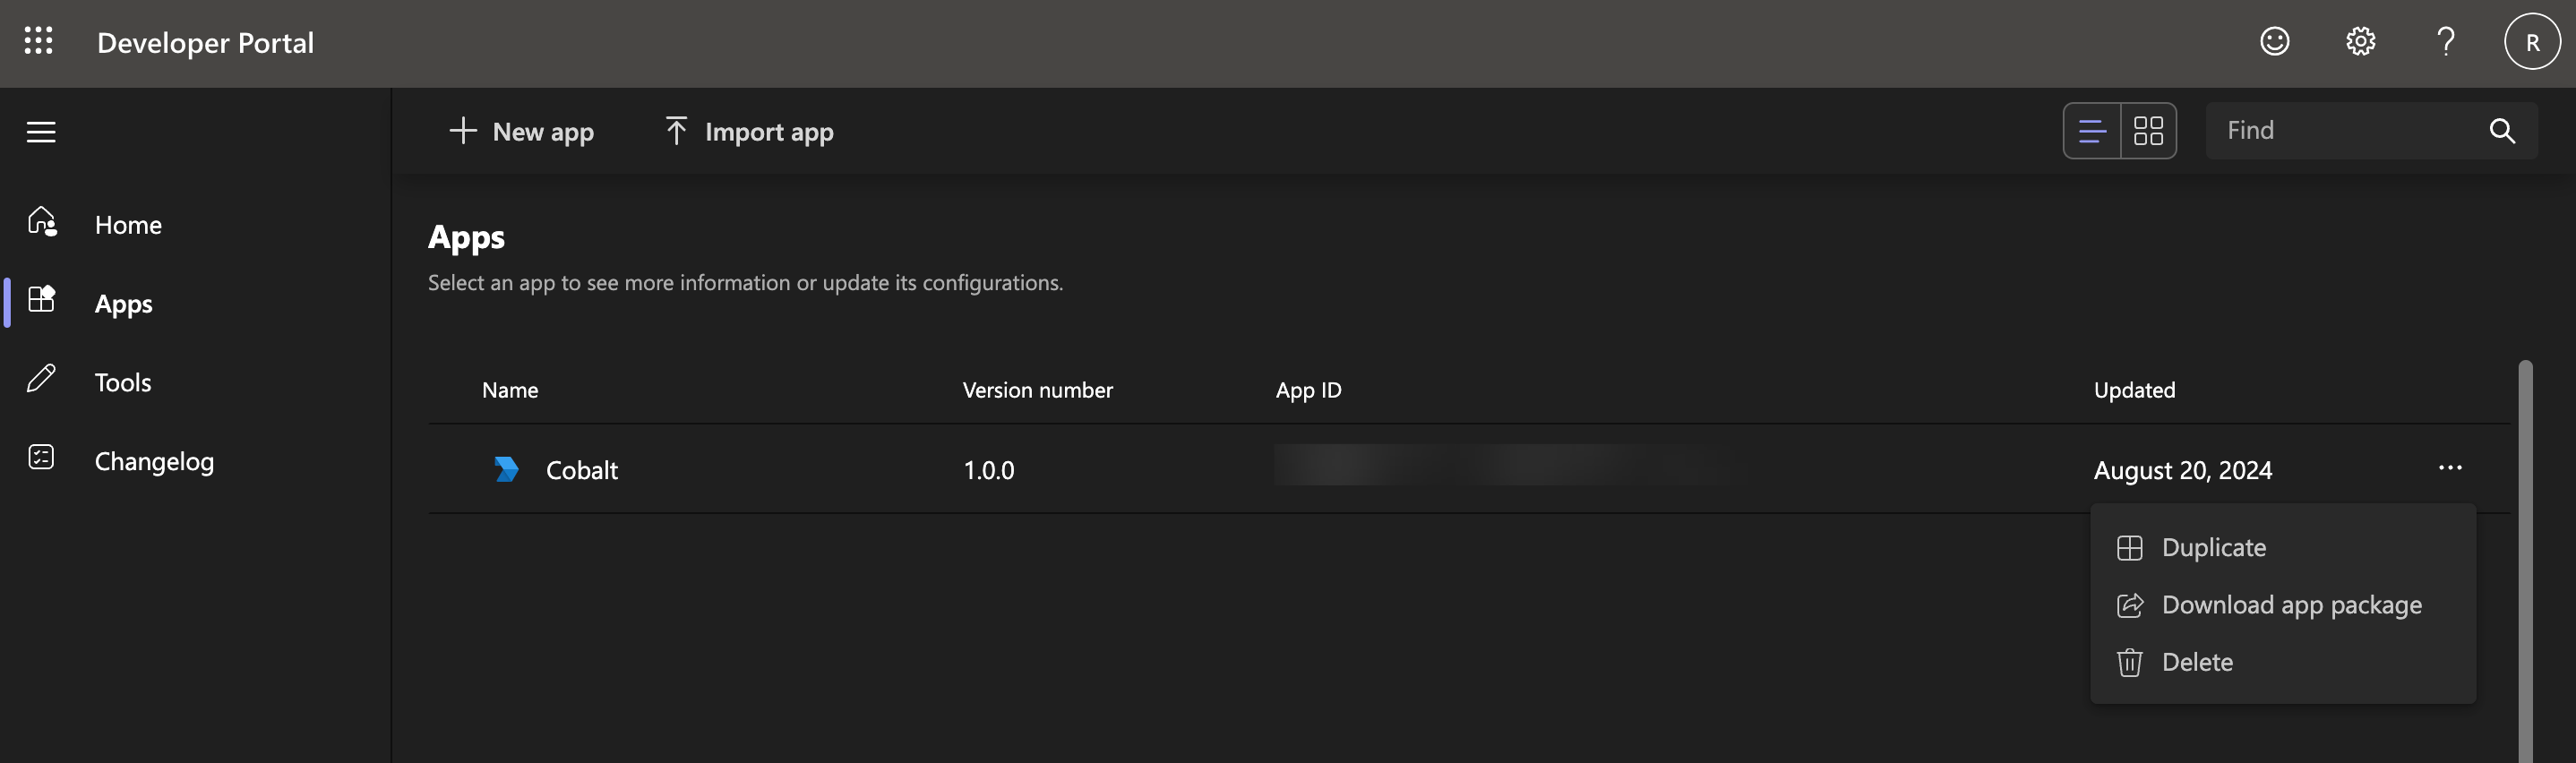 Developer Portal
R
New app
Import app
Find
Home
Apps
Tools
Changelog
Apps
Select an app to see more information or update its configurations.
Name Version number App ID Updated
Cobalt 1.0.0 August 20, 2024
Duplicate
Download app package
Delete